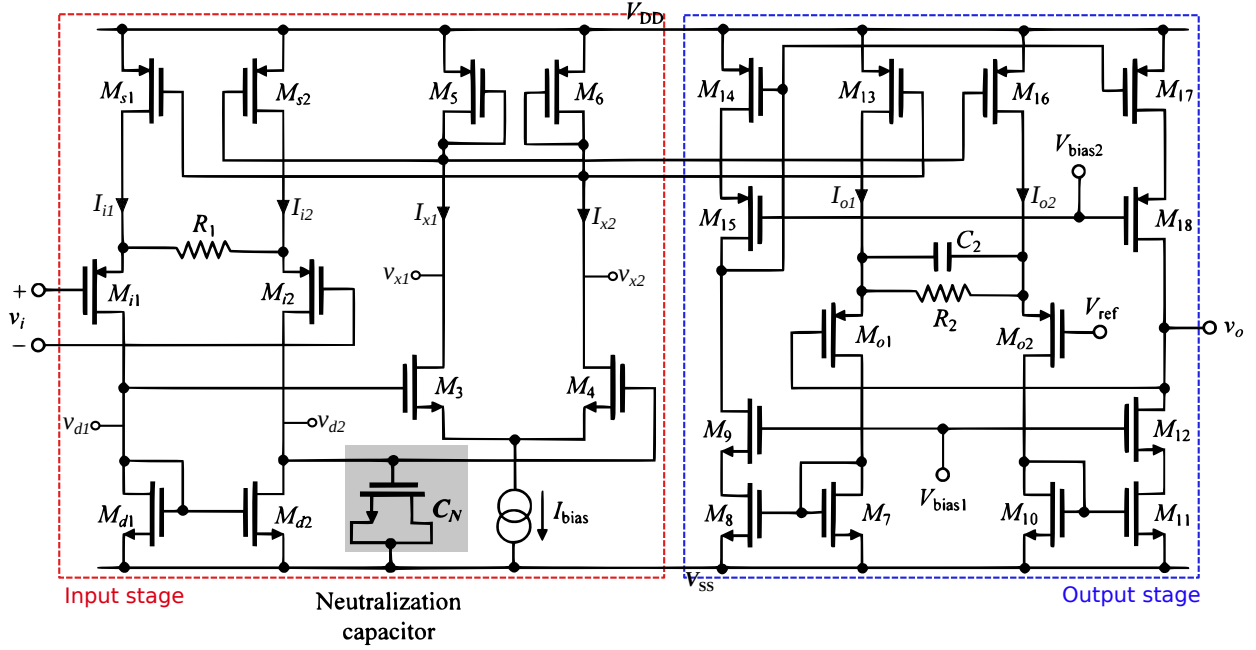 V_DD
M_s1
M_s2
M_5
M_6
M_14
M_13
M_16
M_17
V_bias2
I_i1
R_1
I_i2
I_x1
I_x2
M_15
I_o1
I_o2
M_18
C_2
+
v_i
−
M_i1
M_i2
v_x1
v_x2
R_2
V_ref
M_o1
M_o2
v_o
M_3
M_4
v_d1
v_d2
M_9
M_12
V_bias1
M_d1
M_d2
C_N
I_bias
M_8
M_7
M_10
M_11
V_SS
Input stage
Output stage
Neutralization
capacitor